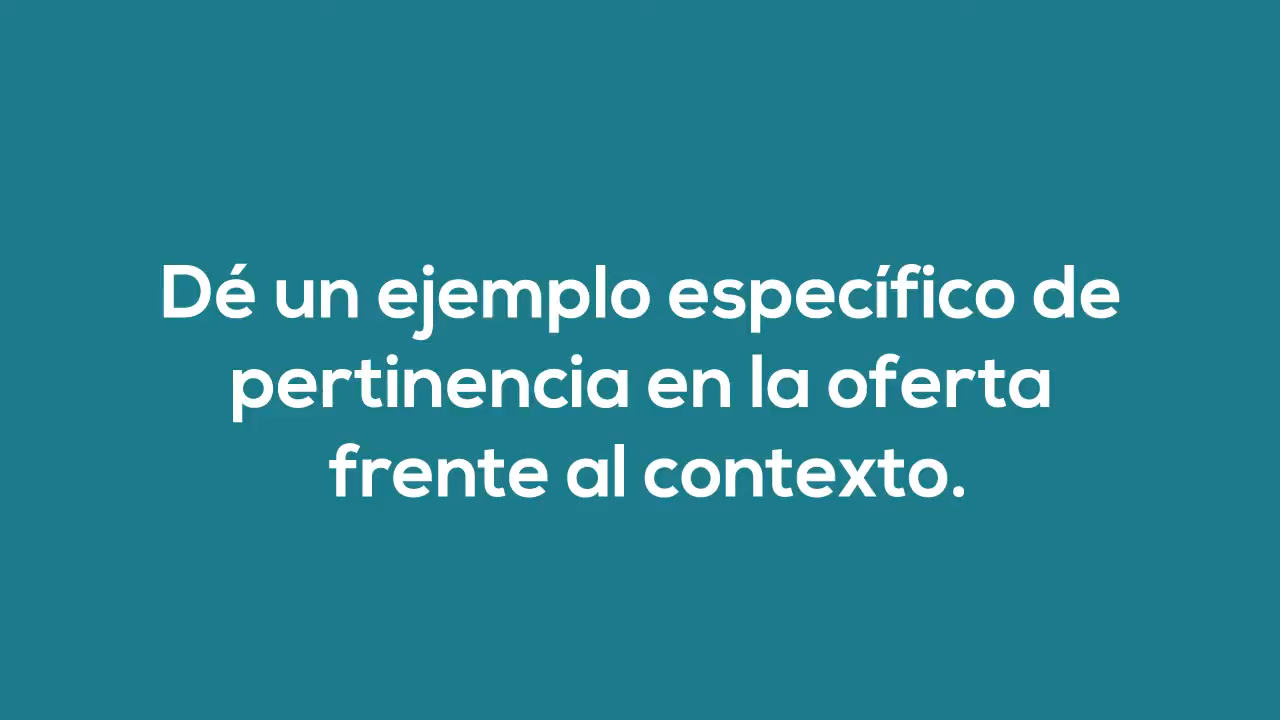 Dé un ejemplo específico de
pertinencia en la oferta
frente al contexto.